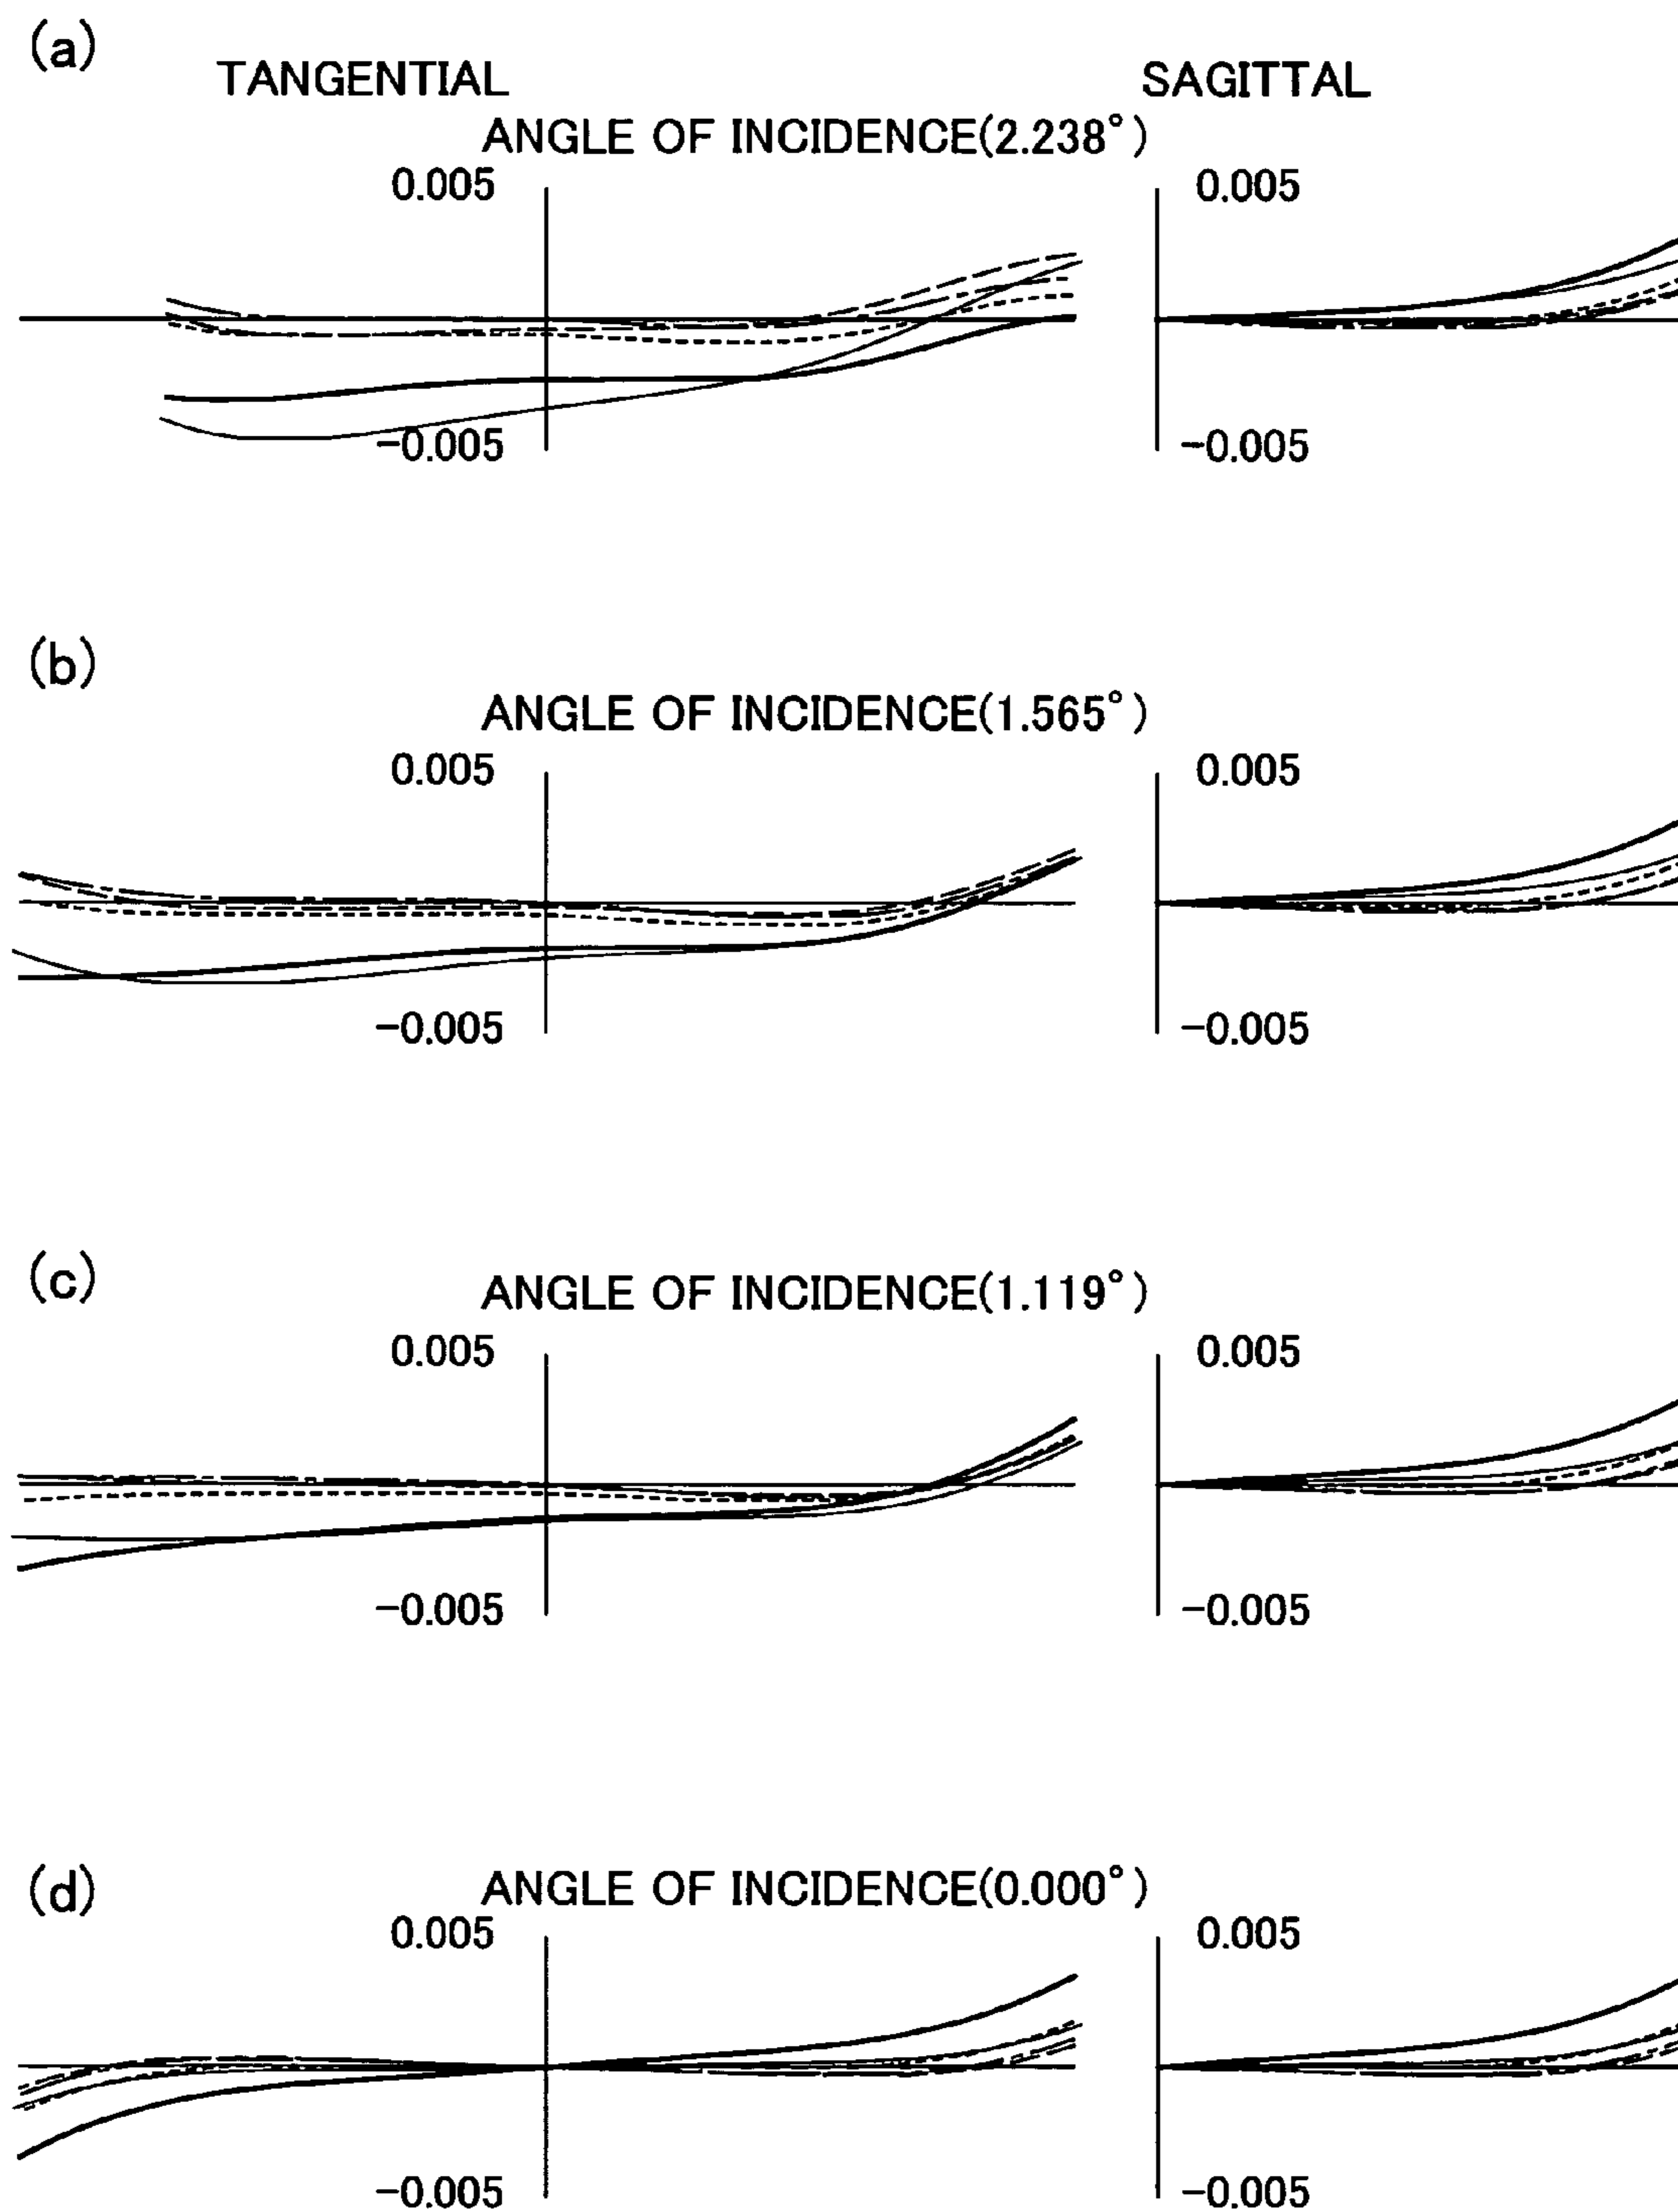 (a)
TANGENTIAL SAGITTAL
ANGLE OF INCIDENCE(2.238°)
0.005 0.005
-0.005 -0.005
(b)
ANGLE OF INCIDENCE(1.565°)
0.005 0.005
-0.005 -0.005
(c)
ANGLE OF INCIDENCE(1.119°)
0.005 0.005
-0.005 -0.005
(d)
ANGLE OF INCIDENCE(0.000°)
0.005 0.005
-0.005 -0.005